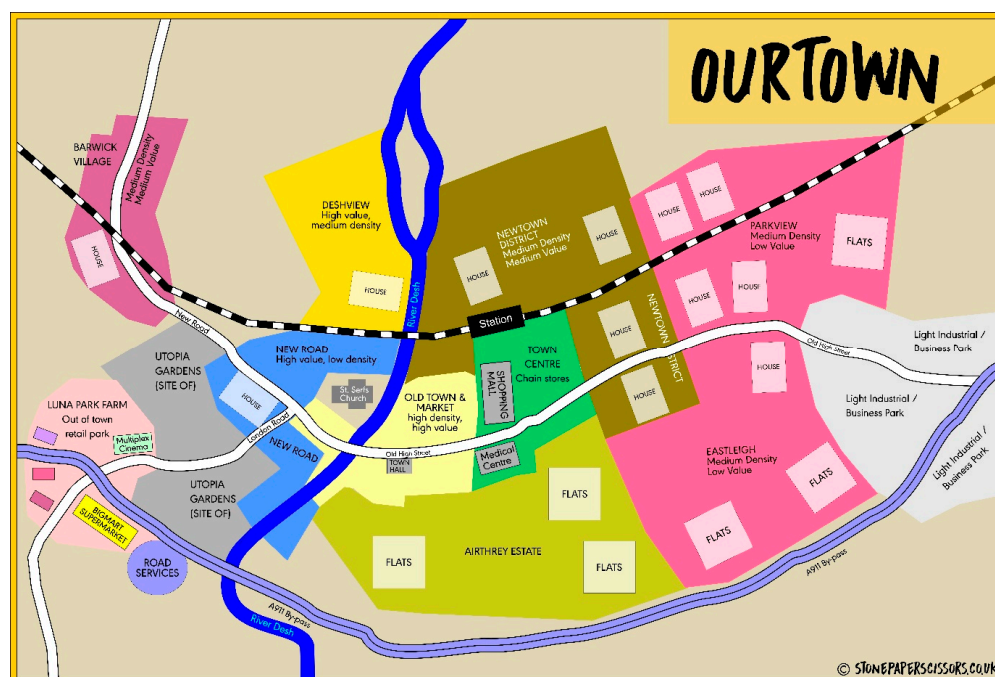 OURTOWN
BARWICK
VILLAGE
Medium Density
Medium Value
HOUSE
DESHVIEW
High value,
medium density
HOUSE
River Desh
NEWTOWN
DISTRICT
Medium Density
Medium Value
HOUSE
HOUSE
HOUSE
HOUSE
PARKVIEW
Medium Density
Low Value
FLATS
HOUSE
HOUSE
Station
New Road
UTOPIA
GARDENS
(SITE OF)
NEW ROAD
High value, low density
HOUSE
St. Serfs
Church
OLD TOWN &
MARKET
high density,
high value
TOWN
CENTRE
Chain stores
SHOPPING
MALL
NEWTOWN
DISTRICT
HOUSE
HOUSE
HOUSE
Old High Street
Light Industrial /
Business Park
Light Industrial /
Business Park
Light Industrial /
Business Park
LUNA PARK FARM
Out of town
retail park
Multiplex
Cinema
London Road
NEW ROAD
Old High Street
TOWN
HALL
Medical
Centre
EASTLEIGH
Medium Density
Low Value
FLATS
FLATS
UTOPIA
GARDENS
(SITE OF)
BIGMART
SUPERMARKET
ROAD
SERVICES
FLATS
FLATS
AIRTHREY ESTATE
FLATS
A911 By-pass
A911 By-pass
River Desh
© STONEPAPERSCISSORS.CO.UK